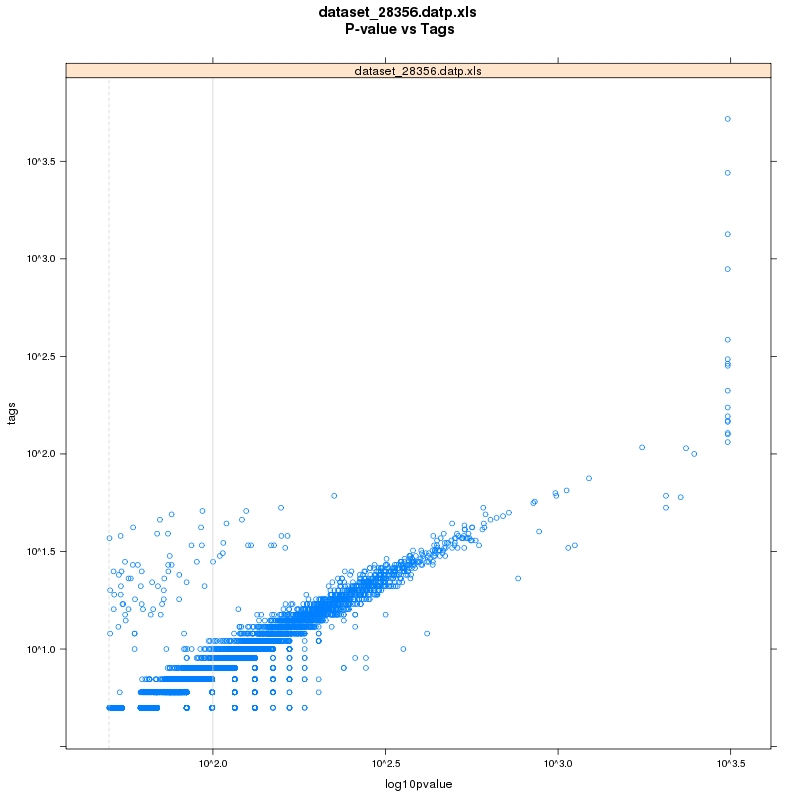 dataset_28356.datp.xls
P-value vs Tags
dataset_28356.datp.xls
10^3.5
10^3.0
10^2.5
10^2.0
10^1.5
10^1.0
tags
10^2.0 10^2.5 10^3.0 10^3.5
log10pvalue